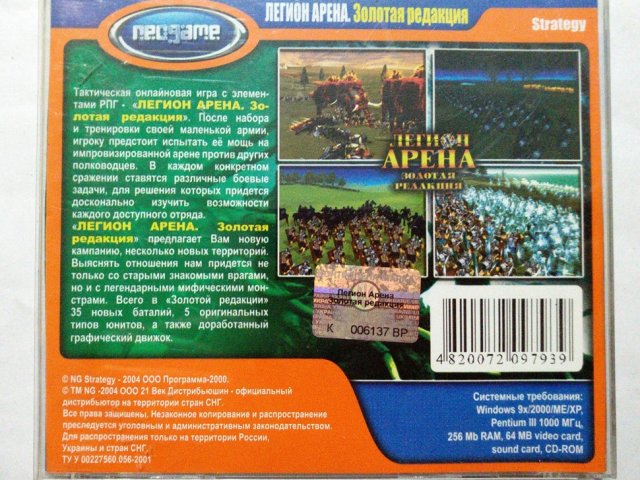 ЛЕГИОН АРЕНА. Золотая редакция
neogame
Strategy
Тактическая онлайновая игра с элемен-
тами РПГ - «ЛЕГИОН АРЕНА. Зо-
лотая редакция». После набора
и тренировки своей маленькой армии,
игроку предстоит испытать её мощь на
импровизированной арене против других
полководцев. В каждом конкретном
сражении ставятся различные боевые
задачи, для решения которых придется
досконально изучить возможности
каждого доступного отряда.
«ЛЕГИОН АРЕНА. Золотая
редакция» предлагает Вам новую
кампанию, несколько новых территорий.
Выяснять отношения нам придется не
только со старыми знакомыми врагами,
но и с легендарными мифическими мон-
страми. Всего в «Золотой редакции»
35 новых баталий, 5 оригинальных
типов юнитов, а также доработанный
графический движок.
ЛЕГИОН
АРЕНА
ЗОЛОТАЯ
РЕДАКЦИЯ
Легион Арена
Золотая редакция
К 006137 ВР
4820072097939
© NG Strategy - 2004 ООО Программа-2000.
© TM NG -2004 ООО 21 Век Дистрибьюшин - официальный
дистрибьютор на территории стран СНГ.
Все права защищены. Незаконное копирование и распространение
преследуется уголовным и административным законодательством.
Для распространения только на территории России,
Украины и стран СНГ.
ТУ У 00227560.056-2001
Системные требования:
Windows 9x/2000/ME/XP,
Pentium III 1000 МГц,
256 Mb RAM, 64 MB video card,
sound card, CD-ROM